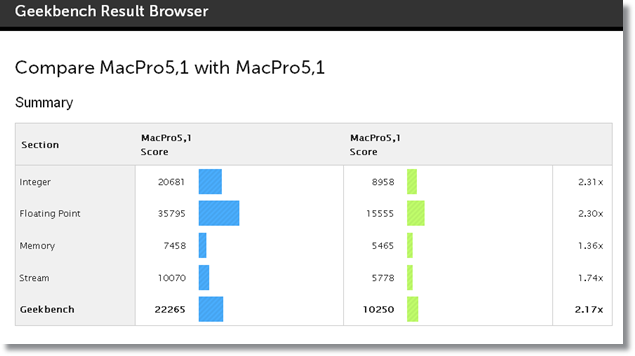 Geekbench Result Browser
Compare MacPro5,1 with MacPro5,1
Summary
Section MacPro5,1 Score MacPro5,1 Score
Integer 20681 8958 2.31x
Floating Point 35795 15555 2.30x
Memory 7458 5465 1.36x
Stream 10070 5778 1.74x
Geekbench 22265 10250 2.17x